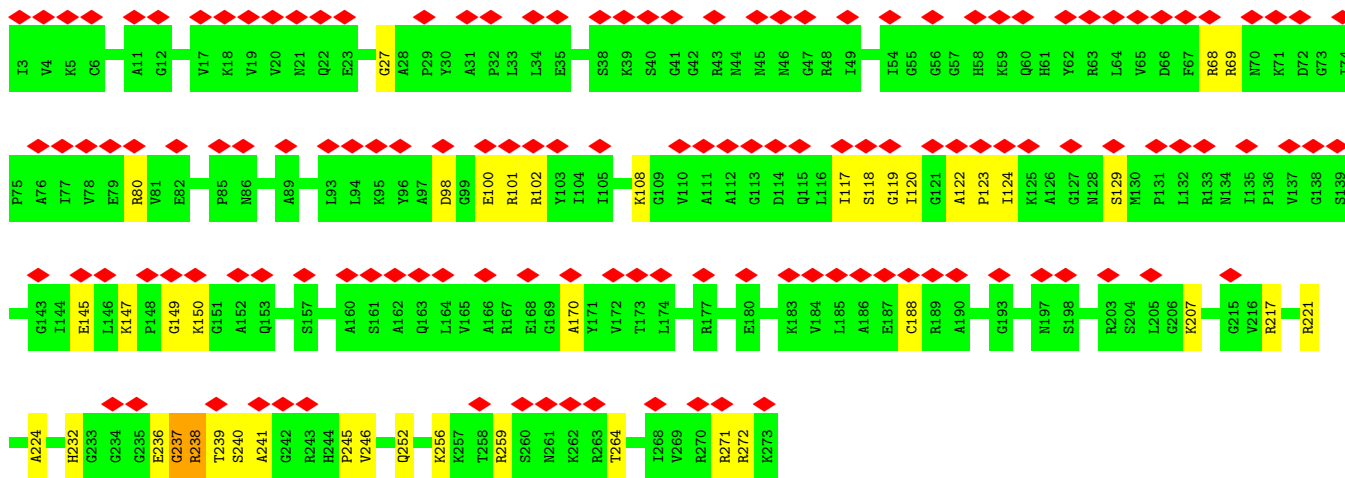 I3 V4 K5 C6 A11 G12 V17 K18 V19 V20 N21 Q22 E23 G27 A28 P29 Y30 A31 P32 L33 L34 E35 S38 K39 S40 G41 G42 R43 N44 N45 N46 G47 R48 I49 I54 G55 G56 G57 H58 K59 Q60 H61 Y62 R63 L64 V65 D66 F67 R68 R69 N70 K71 D72 G73 I74
P75 A76 I77 V78 E79 R80 V81 E82 P85 N86 A89 L93 L94 K95 Y96 A97 D98 G99 E100 R101 R102 Y103 I104 I105 K108 G109 V110 A111 A112 G113 D114 Q115 L116 I117 S118 G119 I120 G121 A122 P123 I124 K125 A126 G127 N128 S129 M130 P131 L132 R133 N134 I135 P136 V137 G138 S139
G143 I144 E145 L146 K147 P148 G149 K150 G151 A152 Q153 S157 A160 S161 A162 Q163 L164 V165 A166 R167 E168 G169 A170 Y171 V172 T173 L174 R177 E180 K183 V184 L185 A186 E187 C188 R189 A190 G193 N197 S198 R203 S204 L205 G206 K207 G215 V216 R217 R221
A224 H232 G233 G234 G235 E236 G237 R238 T239 S240 A241 G242 R243 H244 P245 V246 Q252 K256 K257 T258 R259 S260 N261 K262 R263 T264 I268 V269 R270 R271 R272 K273